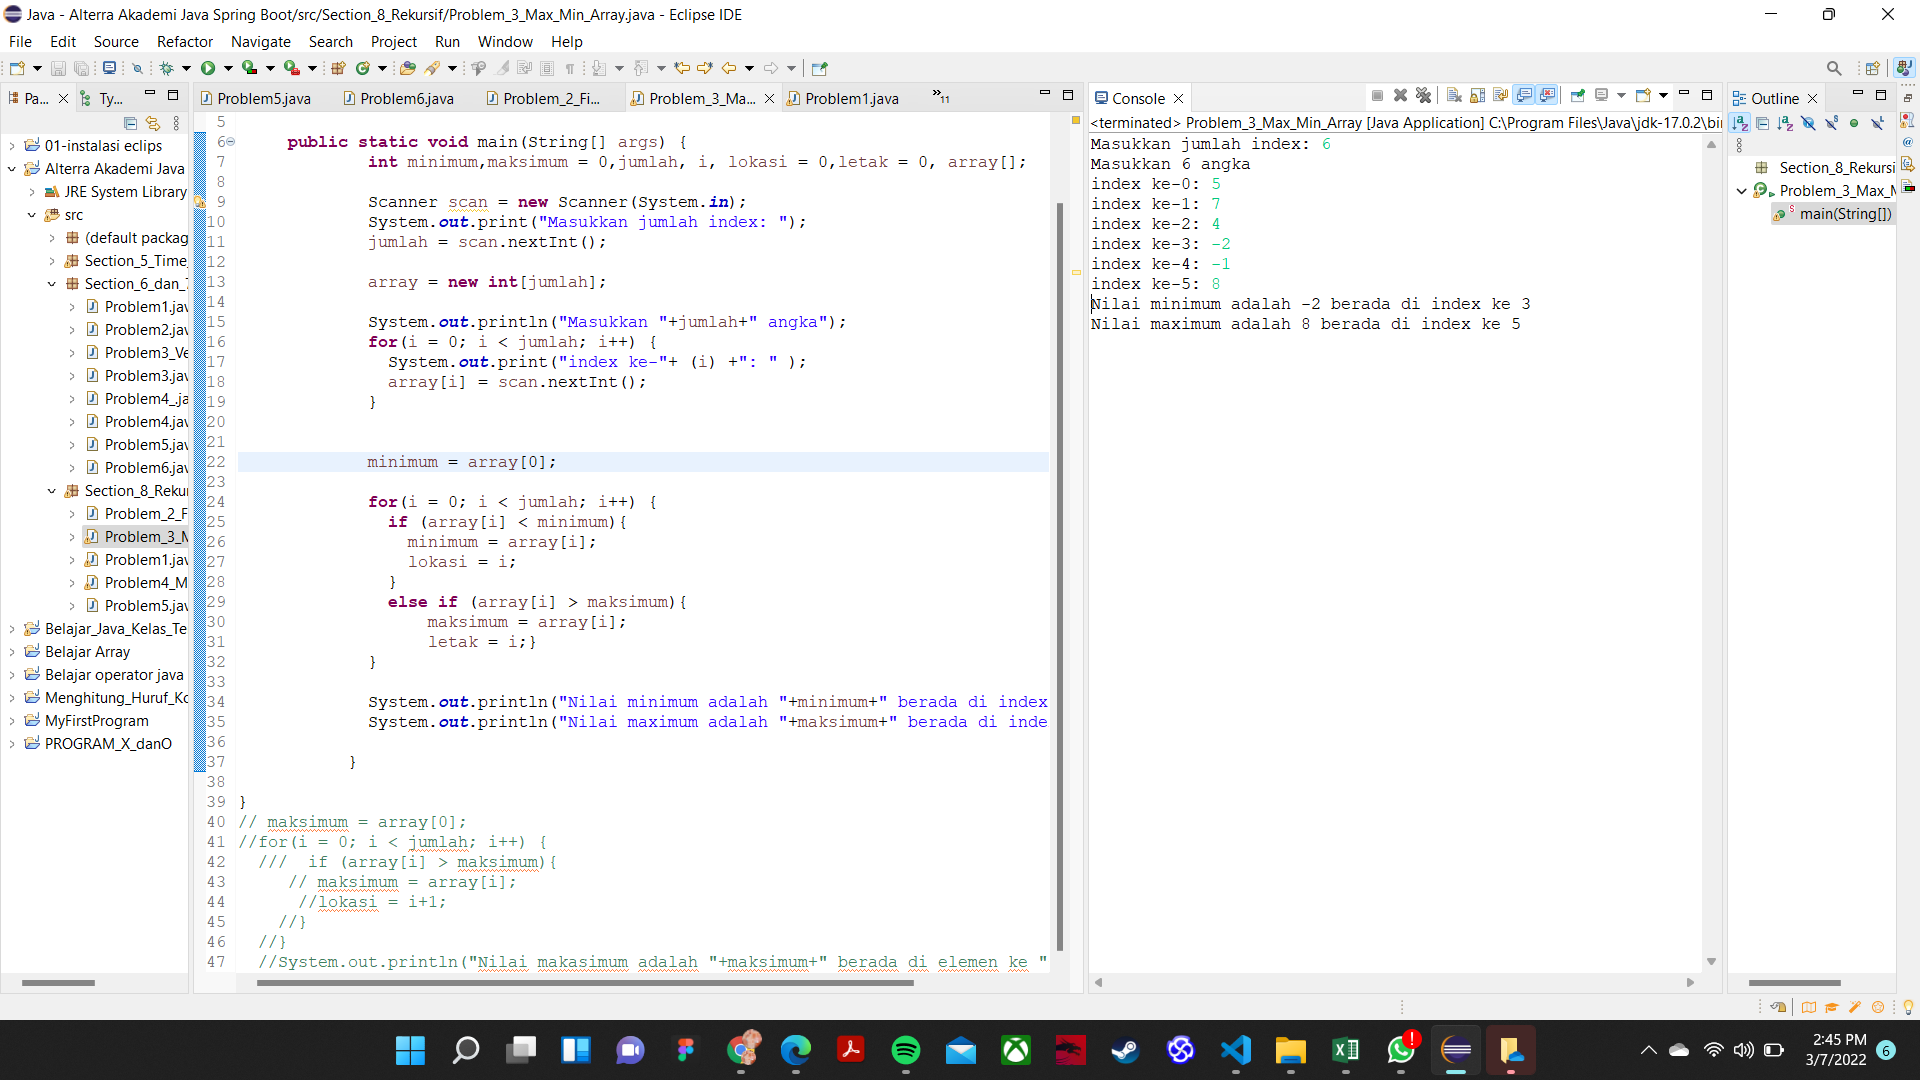 Java - Alterra Akademi Java Spring Boot/src/Section_8_Rekursif/Problem_3_Max_Min_Array.java - Eclipse IDE
File Edit Source Refactor Navigate Search Project Run Window Help
Pa... Ty...
01-instalasi eclips
Alterra Akademi Java
JRE System Library
src
(default packag
Section_5_Time
Section_6_dan_
Problem1.jav
Problem2.jav
Problem3_Ve
Problem3.jav
Problem4_.ja
Problem4.jav
Problem5.jav
Problem6.jav
Section_8_Reku
Problem_2_F
Problem_3_M
Problem1.jav
Problem4_M
Problem5.jav
Belajar_Java_Kelas_Te
Belajar Array
Belajar operator java
Menghitung_Huruf_Ko
MyFirstProgram
PROGRAM_X_danO
Problem5.java Problem6.java Problem_2_Fi... Problem_3_Ma... Problem1.java »11
5
6 public static void main(String[] args) {
7 int minimum,maksimum = 0,jumlah, i, lokasi = 0,letak = 0, array[];
8
9 Scanner scan = new Scanner(System.in);
10 System.out.print("Masukkan jumlah index: ");
11 jumlah = scan.nextInt();
12
13 array = new int[jumlah];
14
15 System.out.println("Masukkan "+jumlah+" angka");
16 for(i = 0; i < jumlah; i++) {
17 System.out.print("index ke-"+ (i) +": " );
18 array[i] = scan.nextInt();
19 }
20
21
22 minimum = array[0];
23
24 for(i = 0; i < jumlah; i++) {
25 if (array[i] < minimum){
26 minimum = array[i];
27 lokasi = i;
28 }
29 else if (array[i] > maksimum){
30 maksimum = array[i];
31 letak = i;}
32 }
33
34 System.out.println("Nilai minimum adalah "+minimum+" berada di index
35 System.out.println("Nilai maximum adalah "+maksimum+" berada di inde
36
37 }
38
39 }
40 // maksimum = array[0];
41 //for(i = 0; i < jumlah; i++) {
42 /// if (array[i] > maksimum){
43 // maksimum = array[i];
44 //lokasi = i+1;
45 //}
46 //}
47 //System.out.println("Nilai makasimum adalah "+maksimum+" berada di elemen ke "
Console
<terminated> Problem_3_Max_Min_Array [Java Application] C:\Program Files\Java\jdk-17.0.2\bi
Masukkan jumlah index: 6
Masukkan 6 angka
index ke-0: 5
index ke-1: 7
index ke-2: 4
index ke-3: -2
index ke-4: -1
index ke-5: 8
Nilai minimum adalah -2 berada di index ke 3
Nilai maximum adalah 8 berada di index ke 5
Outline
Section_8_Rekursi
Problem_3_Max_M
main(String[])
2:45 PM
3/7/2022
6